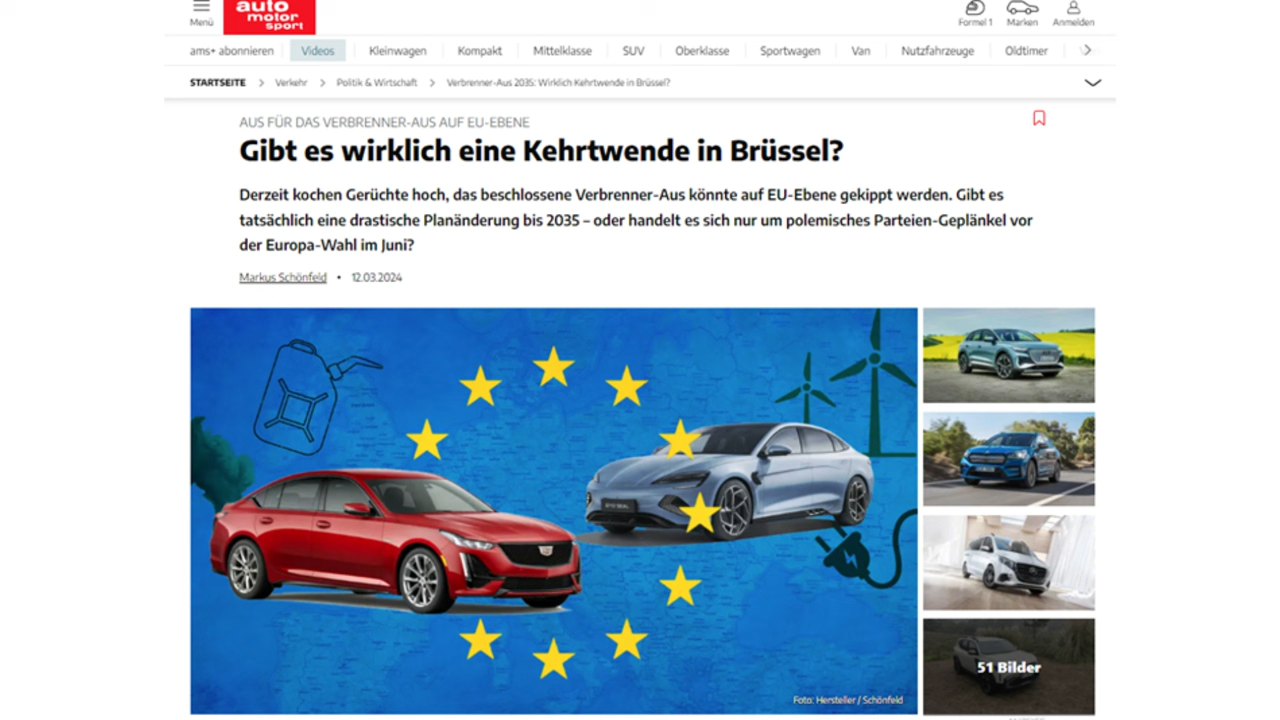 auto
motor
sport
Menü
Formel 1
Marken
Anmelden
ams+ abonnieren
Videos
Kleinwagen
Kompakt
Mittelklasse
SUV
Oberklasse
Sportwagen
Van
Nutzfahrzeuge
Oldtimer
STARTSEITE
Verkehr
Politik & Wirtschaft
Verbrenner-Aus 2035: Wirklich Kehrtwende in Brüssel?
AUS FÜR DAS VERBRENNER-AUS AUF EU-EBENE
Gibt es wirklich eine Kehrtwende in Brüssel?
Derzeit kochen Gerüchte hoch, das beschlossene Verbrenner-Aus könnte auf EU-Ebene gekippt werden. Gibt es
tatsächlich eine drastische Planänderung bis 2035 – oder handelt es sich nur um polemisches Parteien-Geplänkel vor
der Europa-Wahl im Juni?
Markus Schönfeld • 12.03.2024
51 Bilder
Foto: Hersteller / Schönfeld